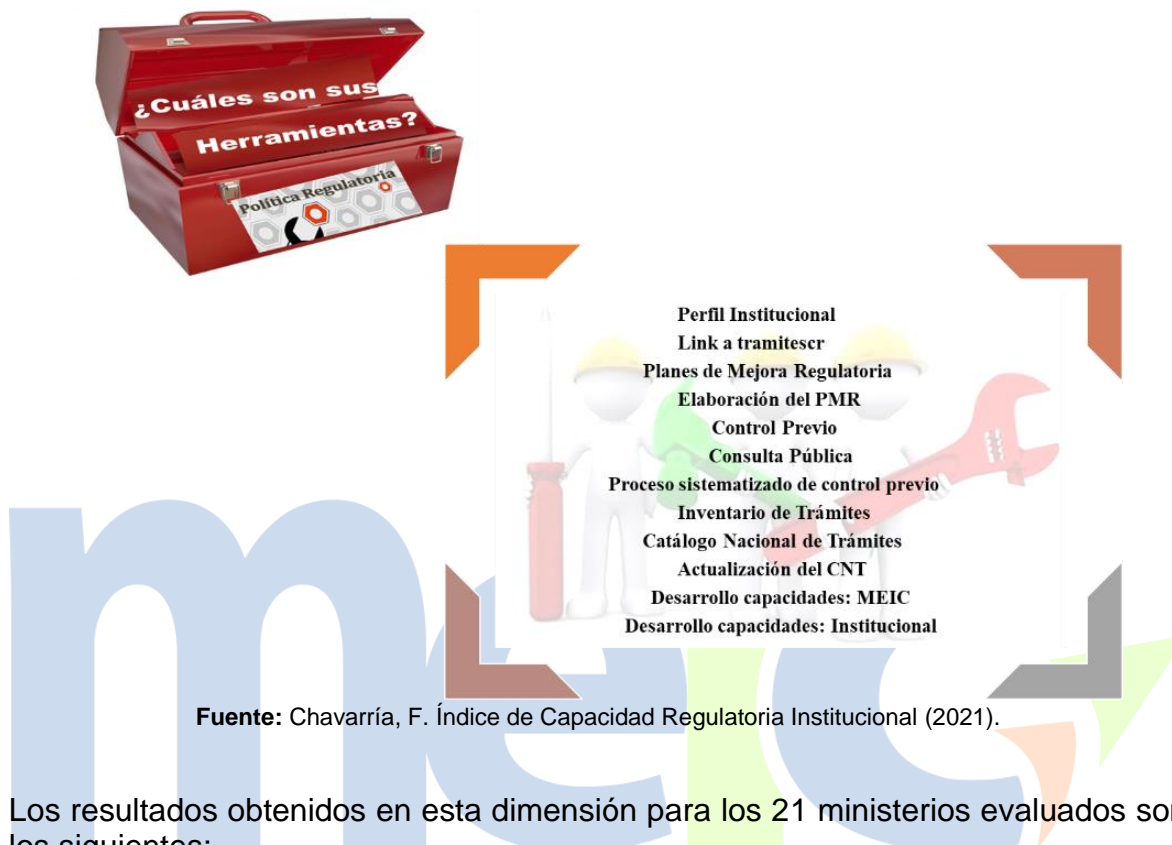 ¿Cuáles son sus
Herramientas?
Política Regulatoria
Perfil Institucional
Link a tramitescr
Planes de Mejora Regulatoria
Elaboración del PMR
Control Previo
Consulta Pública
Proceso sistematizado de control previo
Inventario de Trámites
Catálogo Nacional de Trámites
Actualización del CNT
Desarrollo capacidades: MEIC
Desarrollo capacidades: Institucional
meic
Fuente: Chavarría, F. Índice de Capacidad Regulatoria Institucional (2021).
Los resultados obtenidos en esta dimensión para los 21 ministerios evaluados son
los siguientes: